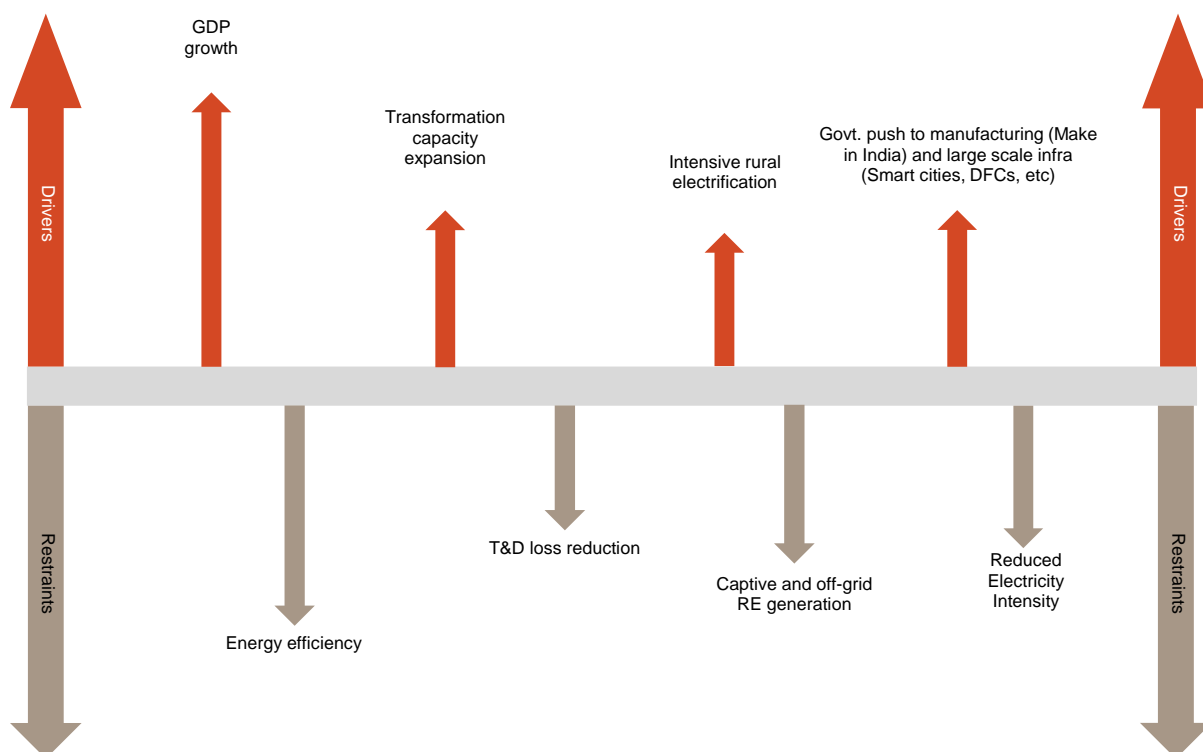 GDP
growth
Transformation
capacity
expansion
Intensive rural
electrification
Govt. push to manufacturing (Make
in India) and large scale infra
(Smart cities, DFCs, etc)
Drivers
Drivers
Restraints
Restraints
T&D loss reduction
Captive and off-grid
RE generation
Reduced
Electricity
Intensity
Energy efficiency